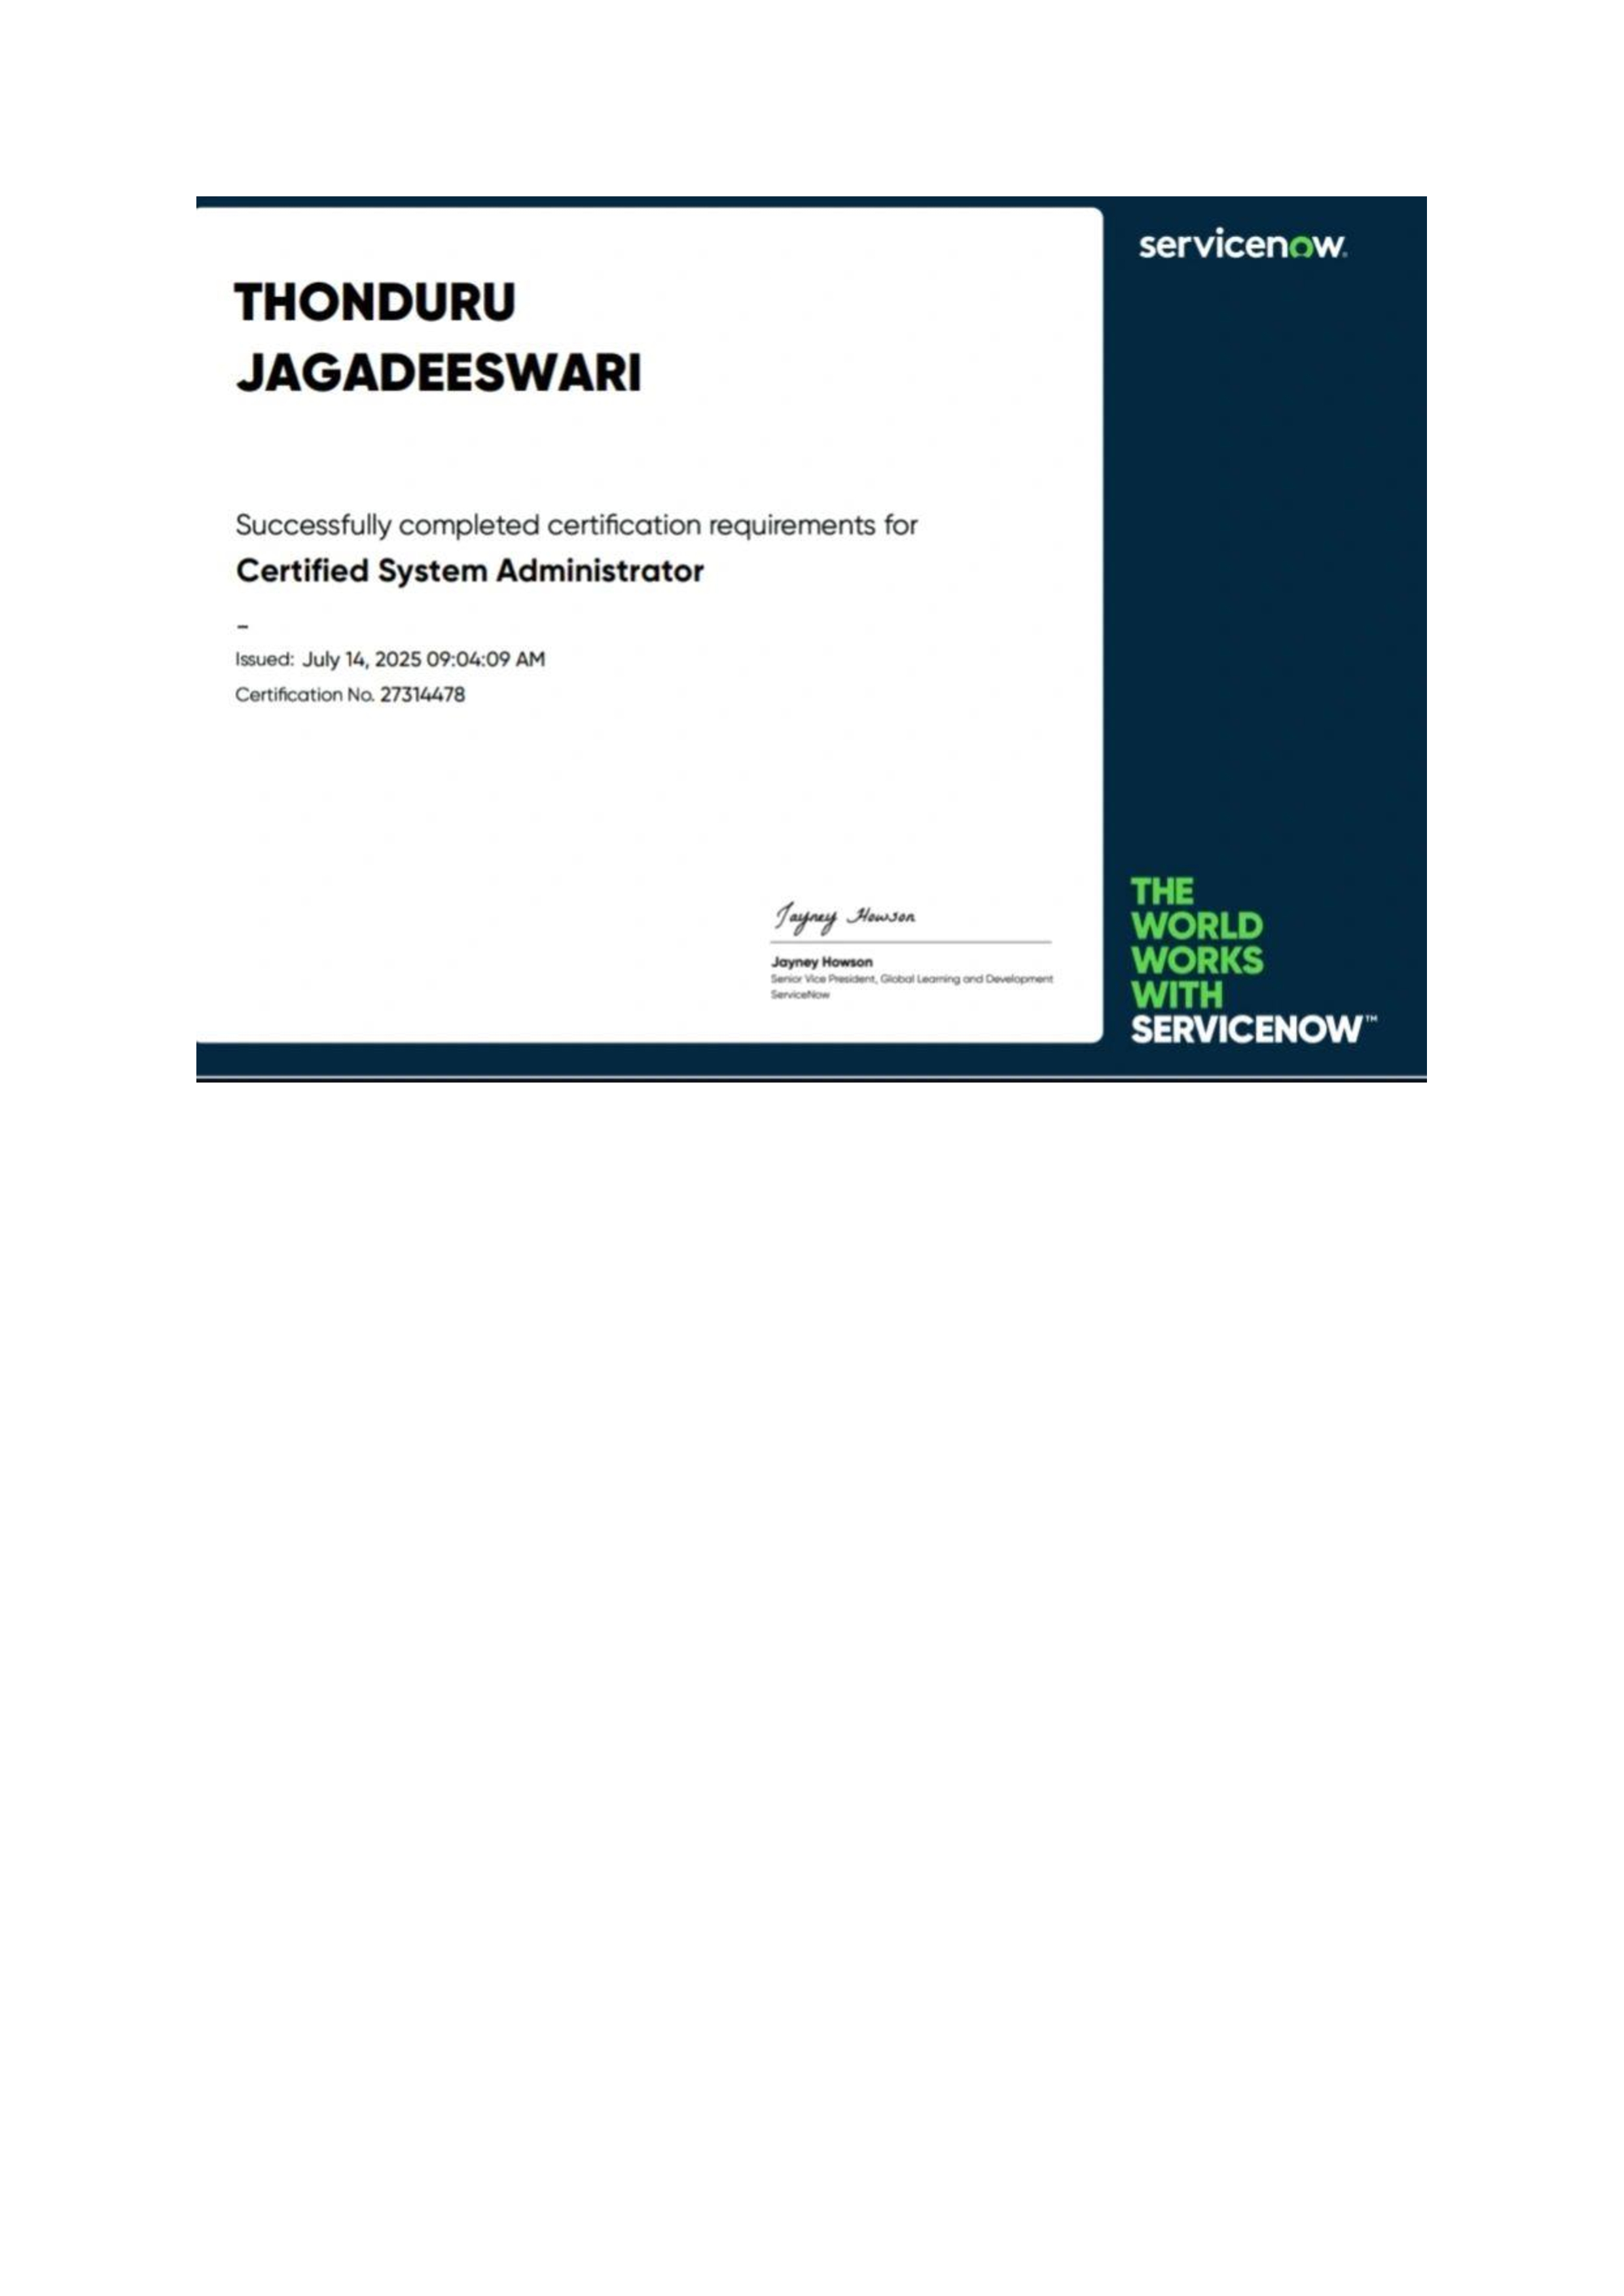 servicenow.
THONDURU
JAGADEESWARI
Successfully completed certification requirements for
Certified System Administrator
–
Issued: July 14, 2025 09:04:09 AM
Certification No. 27314478
Jayney Howson
Jayney Howson
Senior Vice President, Global Learning and Development
ServiceNow
THE
WORLD
WORKS
WITH
SERVICENOW™